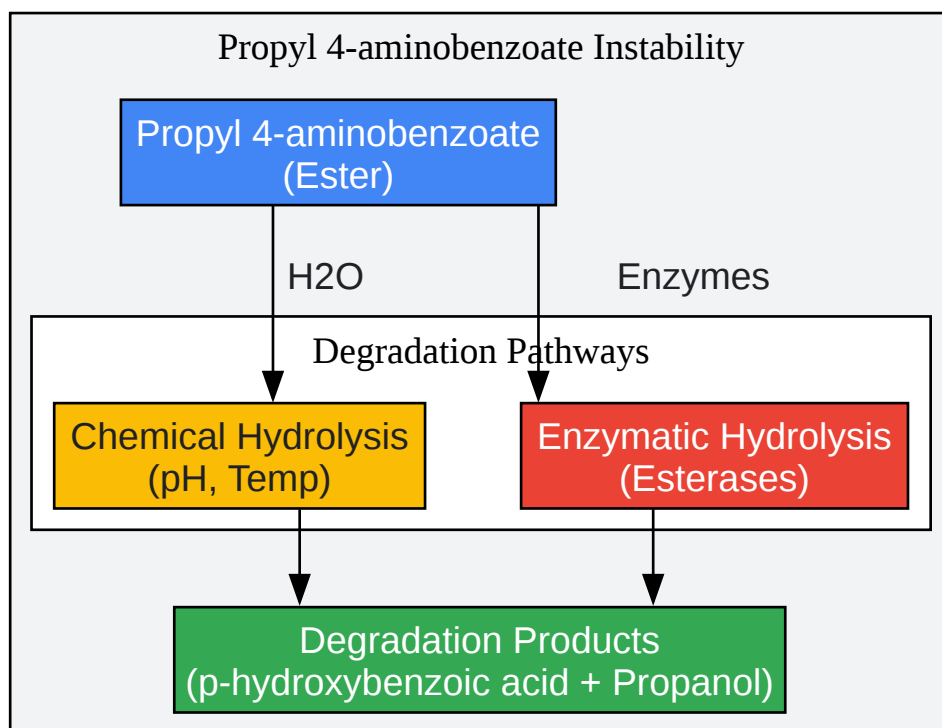 Propyl 4-aminobenzoate Instability
Propyl 4-aminobenzoate
(Ester)
H2O
Enzymes
Degradation Pathways
Chemical Hydrolysis
(pH, Temp)
Enzymatic Hydrolysis
(Esterases)
Degradation Products
(p-hydroxybenzoic acid + Propanol)